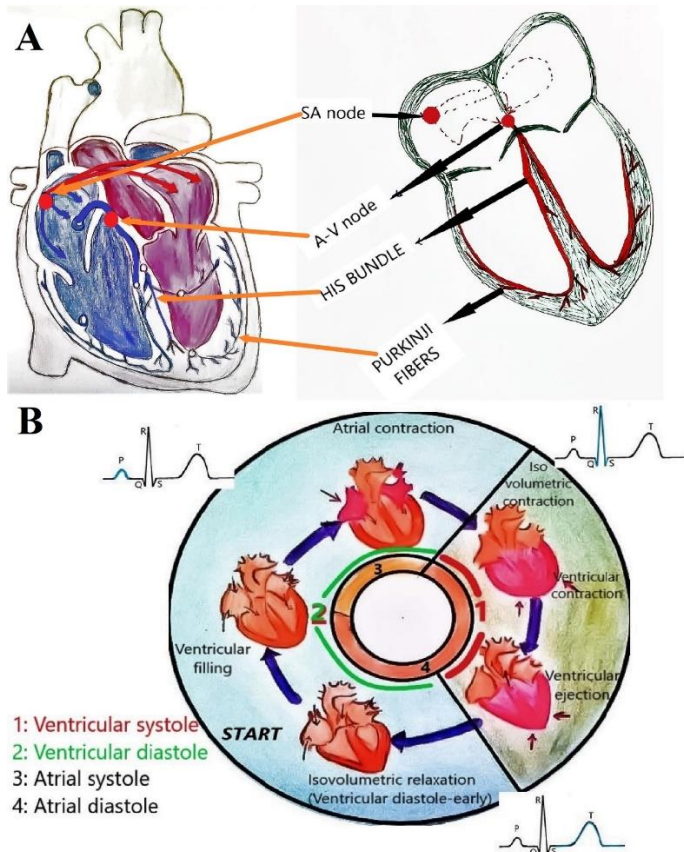 A
SA node
A-V node
HIS BUNDLE
PURKINJI
FIBERS
B
P
R
Q
S
T
Atrial contraction
P
R
Q
S
T
Iso
volumetric
contraction
Ventricular
contraction
Ventricular
ejection
3
1
2
4
Ventricular
filling
START
Isovolumetric relaxation
(Ventricular diastole-early)
1: Ventricular systole
2: Ventricular diastole
3: Atrial systole
4: Atrial diastole
P
R
Q
S
T